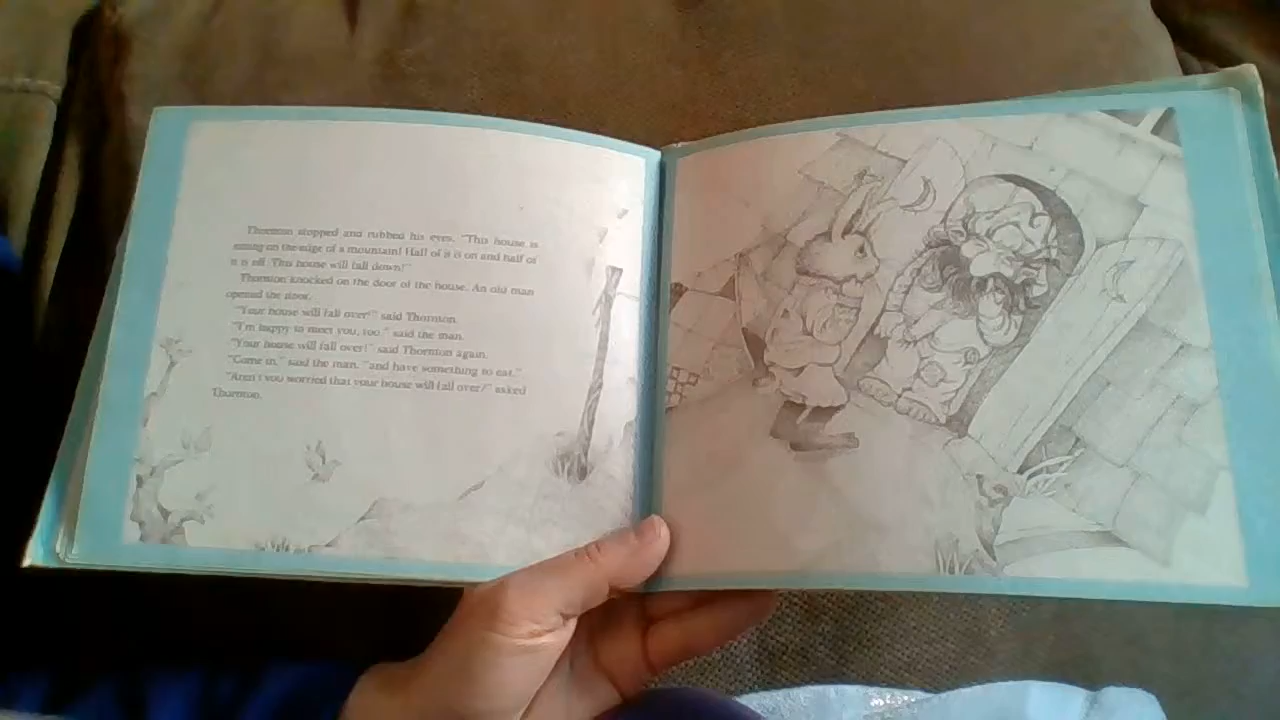 Thornton stopped and rubbed his eyes. "This house is
sitting on the edge of a mountain! Half of it is on and half of
it is off. This house will fall down!"
Thornton knocked on the door of the house. An old man
opened the door.
"Your house will fall over!" said Thornton.
"I'm happy to meet you, too," said the man.
"Your house will fall over!" said Thornton again.
"Come in," said the man, "and have something to eat."
"Aren't you worried that your house will fall over?" asked
Thornton.